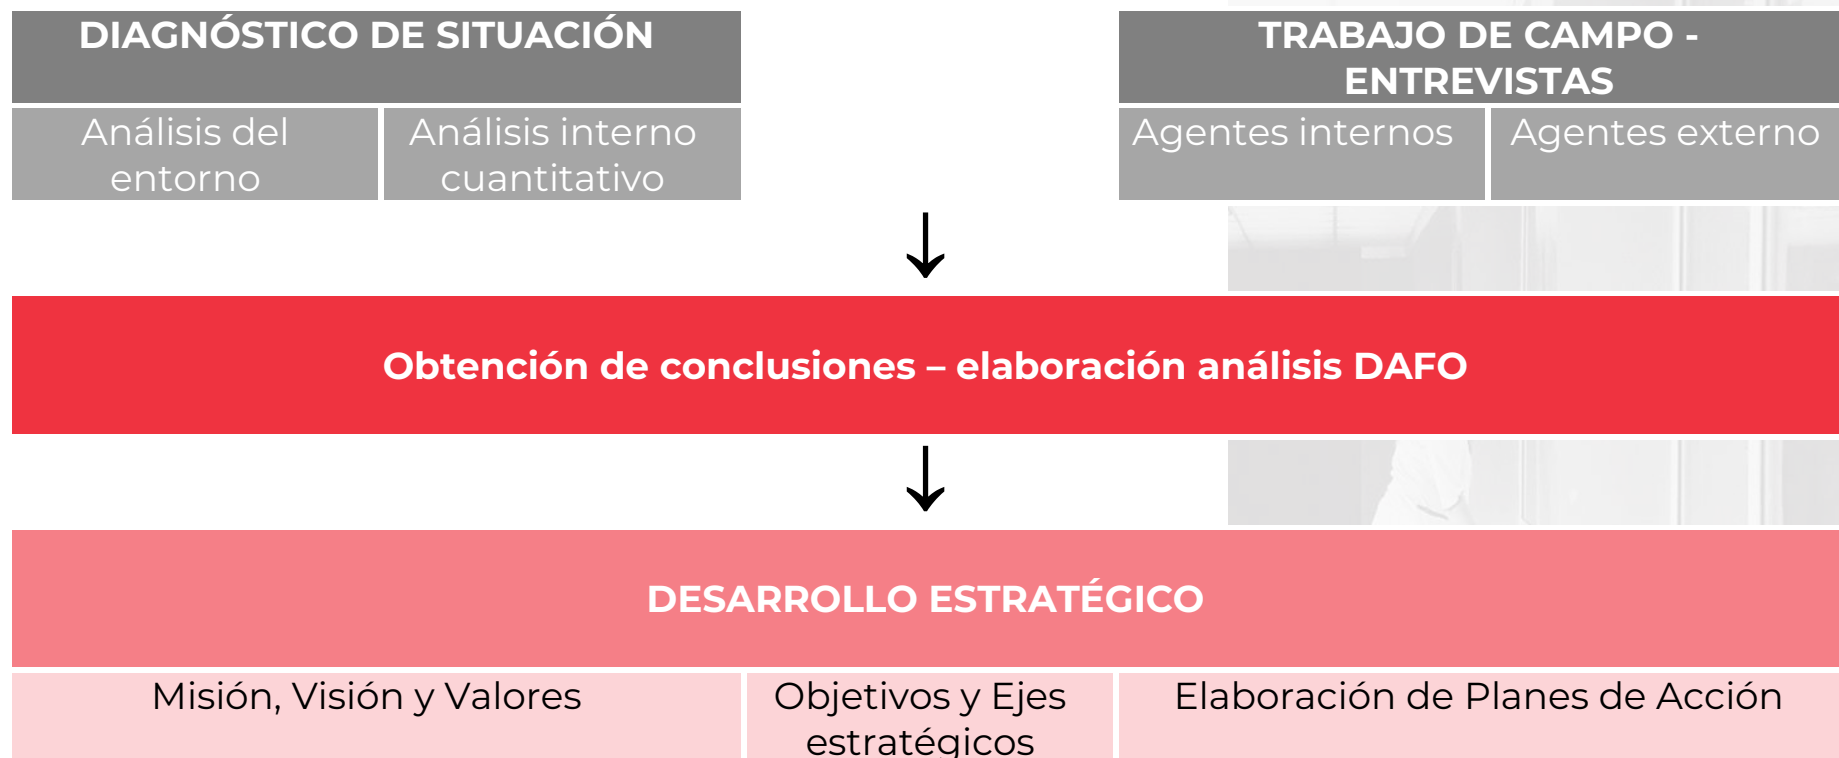 DIAGNÓSTICO DE SITUACIÓN
TRABAJO DE CAMPO -
ENTREVISTAS
Análisis del
entorno
Análisis interno
cuantitativo
Agentes internos
Agentes externo
↓
Obtención de conclusiones – elaboración análisis DAFO
↓
DESARROLLO ESTRATÉGICO
Misión, Visión y Valores
Objetivos y Ejes
estratégicos
Elaboración de Planes de Acción